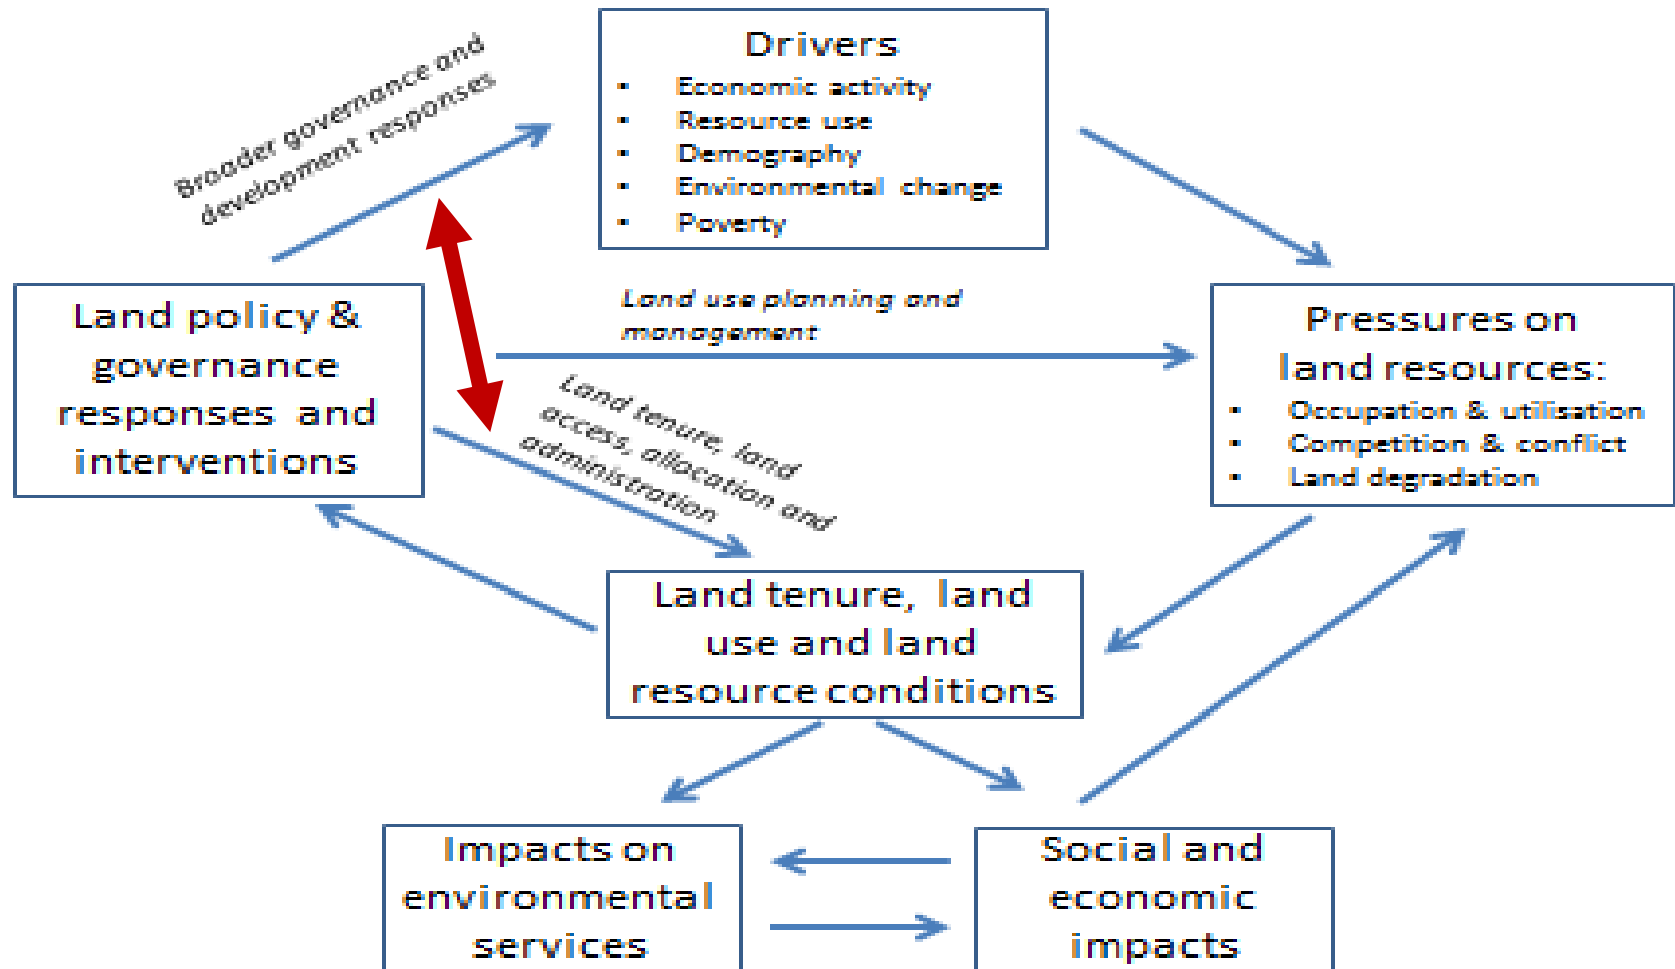 Broader governance and
development responses
Drivers
• Economic activity
• Resource use
• Demography
• Environmental change
• Poverty
Land policy &
governance
responses and
interventions
Land use planning and
management
Pressures on
land resources:
• Occupation & utilisation
• Competition & conflict
• Land degradation
Land tenure, land
access, allocation and
administration
Land tenure, land
use and land
resource conditions
Impacts on
environmental
services
Social and
economic
impacts